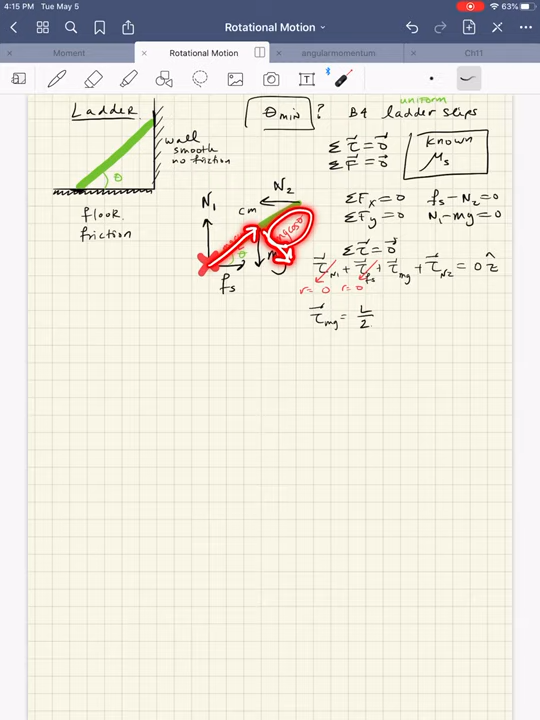 4:15 PM Tue May 5
63%
Rotational Motion
Moment
Rotational Motion
angularmomentum
Ch11
Ladder
wall
smooth
no friction
θ
floor
friction
θmin ?
B4 ladder slips
uniform
Στ = 0
ΣF = 0
known
μs
N1
cm
N2
mg cosθ
θ
mg
fs
ΣFx = 0 fs - N2 = 0
ΣFy = 0 N1 - mg = 0
Στ = 0
τN1 + τfs + τmg + τN2 = 0 ẑ
r = 0 r = 0
τmg = L/2